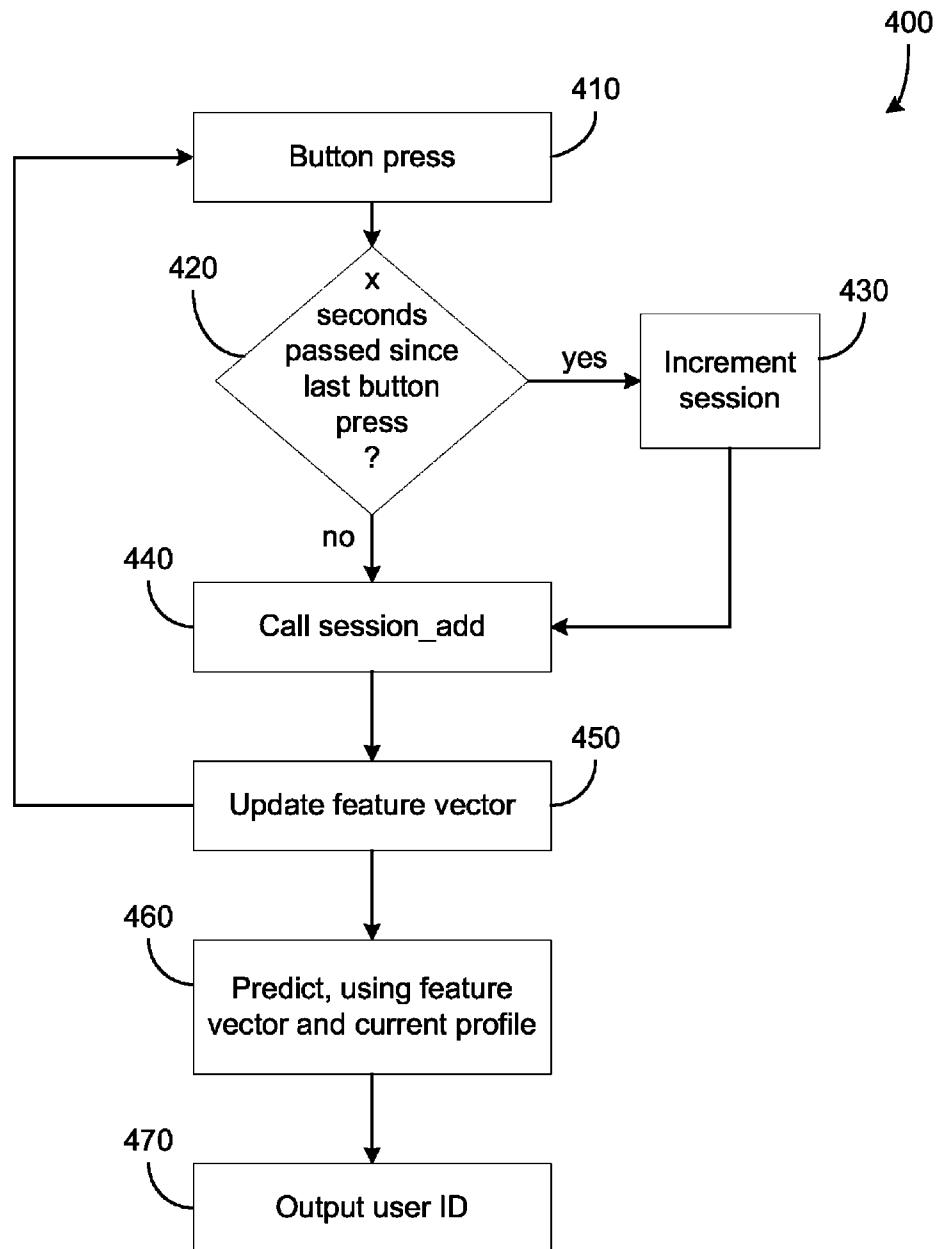 400
410
Button press
420
x
seconds
passed since
last button
press
?
yes
430
Increment
session
no
440
Call session_add
450
Update feature vector
460
Predict, using feature
vector and current profile
470
Output user ID